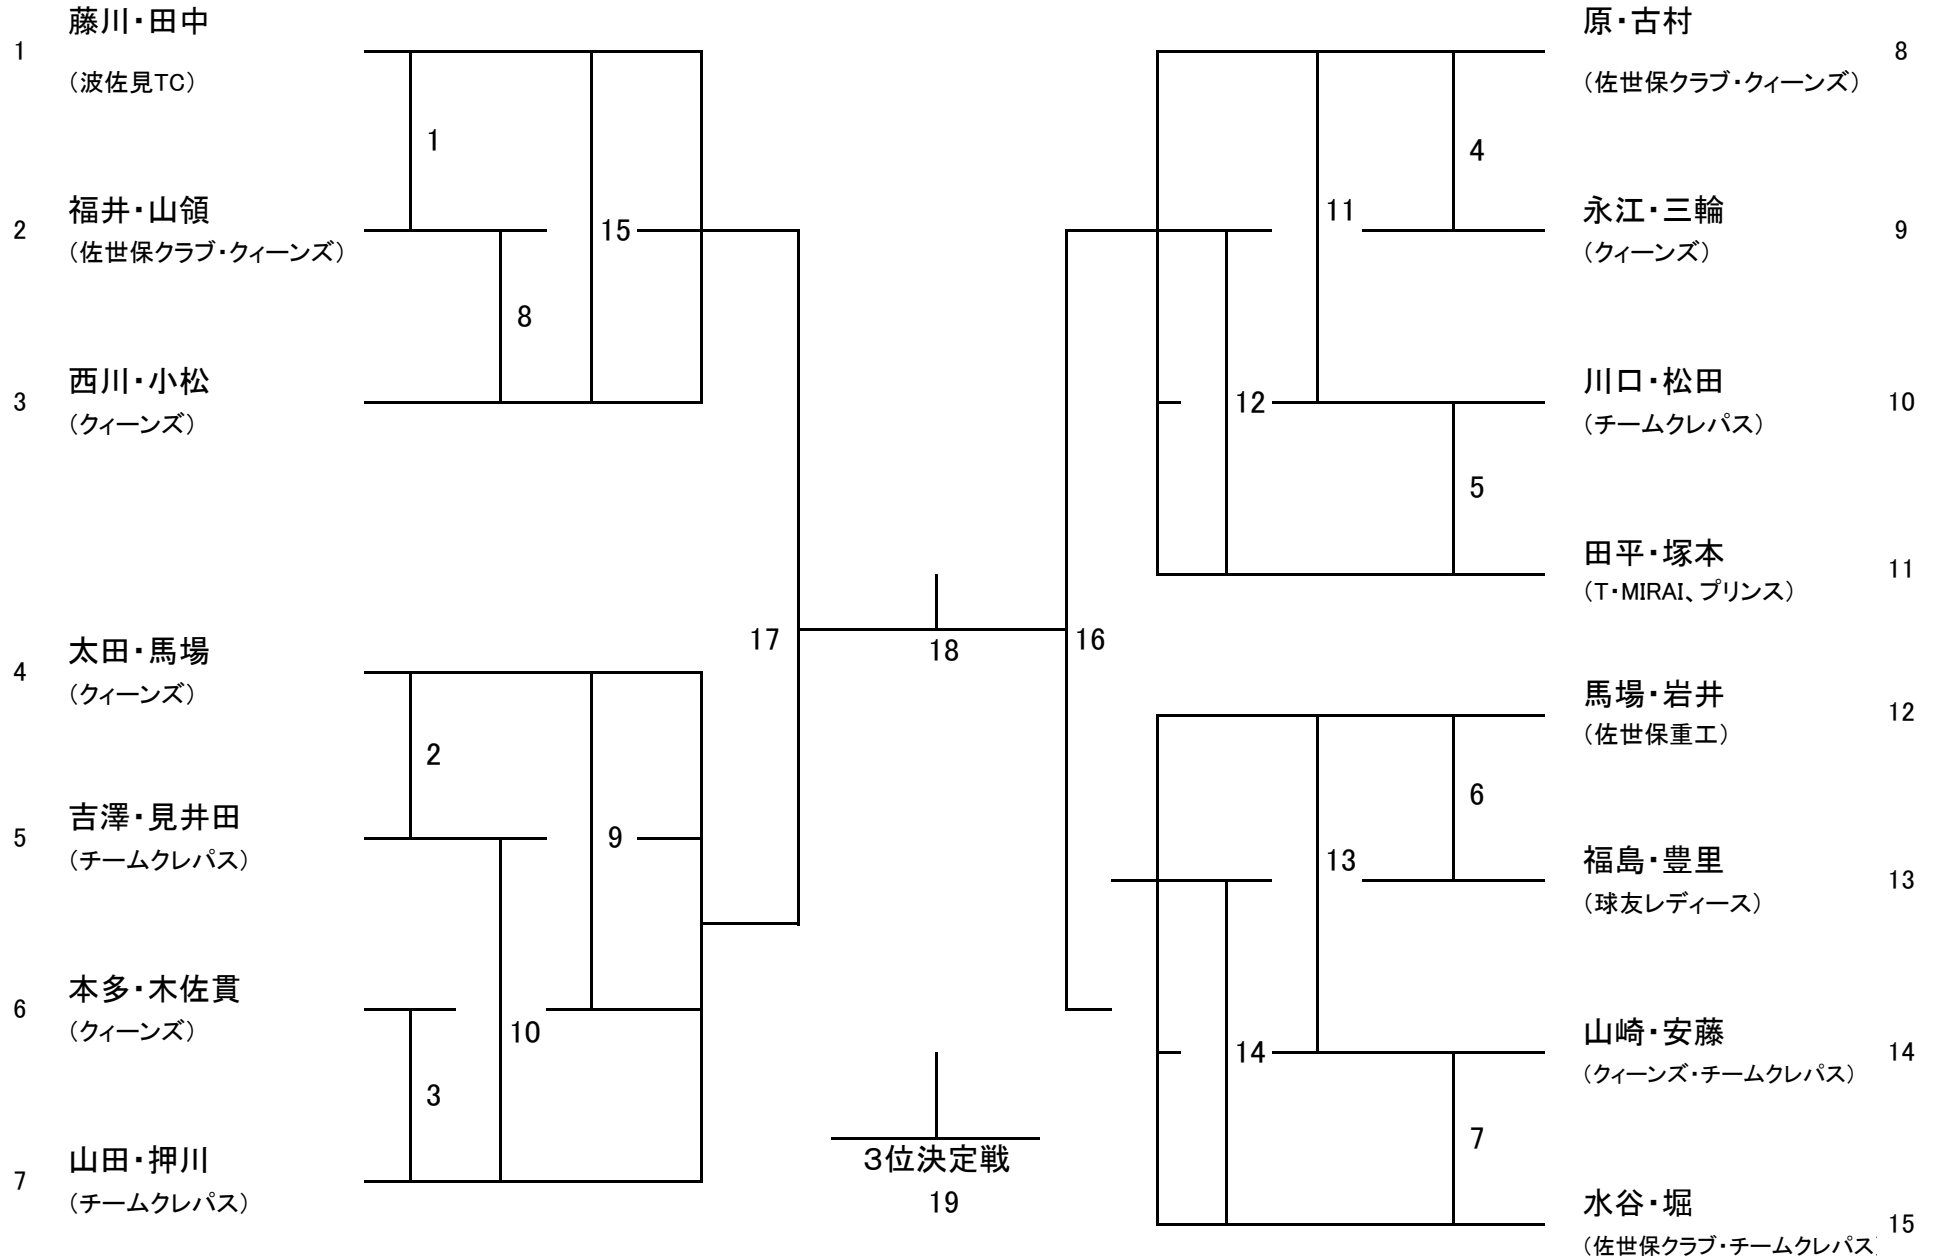 藤川・田中
1
（波佐見TC）
1
福井・山領
2
（佐世保クラブ・クィーンズ）
15
8
西川・小松
3
（クィーンズ）
太田・馬場
4
（クィーンズ）
2
吉澤・見井田
5
（チームクレパス）
9
本多・木佐貫
6
（クィーンズ）
10
3
山田・押川
7
（チームクレパス）
17
18
16
3位決定戦
19
原・古村
8
（佐世保クラブ・クィーンズ）
4
11
永江・三輪
9
（クィーンズ）
川口・松田
10
（チームクレパス）
12
5
田平・塚本
11
（T・MIRAI、プリンス）
馬場・岩井
12
（佐世保重工）
6
13
福島・豊里
13
（球友レディース）
山崎・安藤
14
（クィーンズ・チームクレパス）
14
7
水谷・堀
15
（佐世保クラブ・チームクレパス